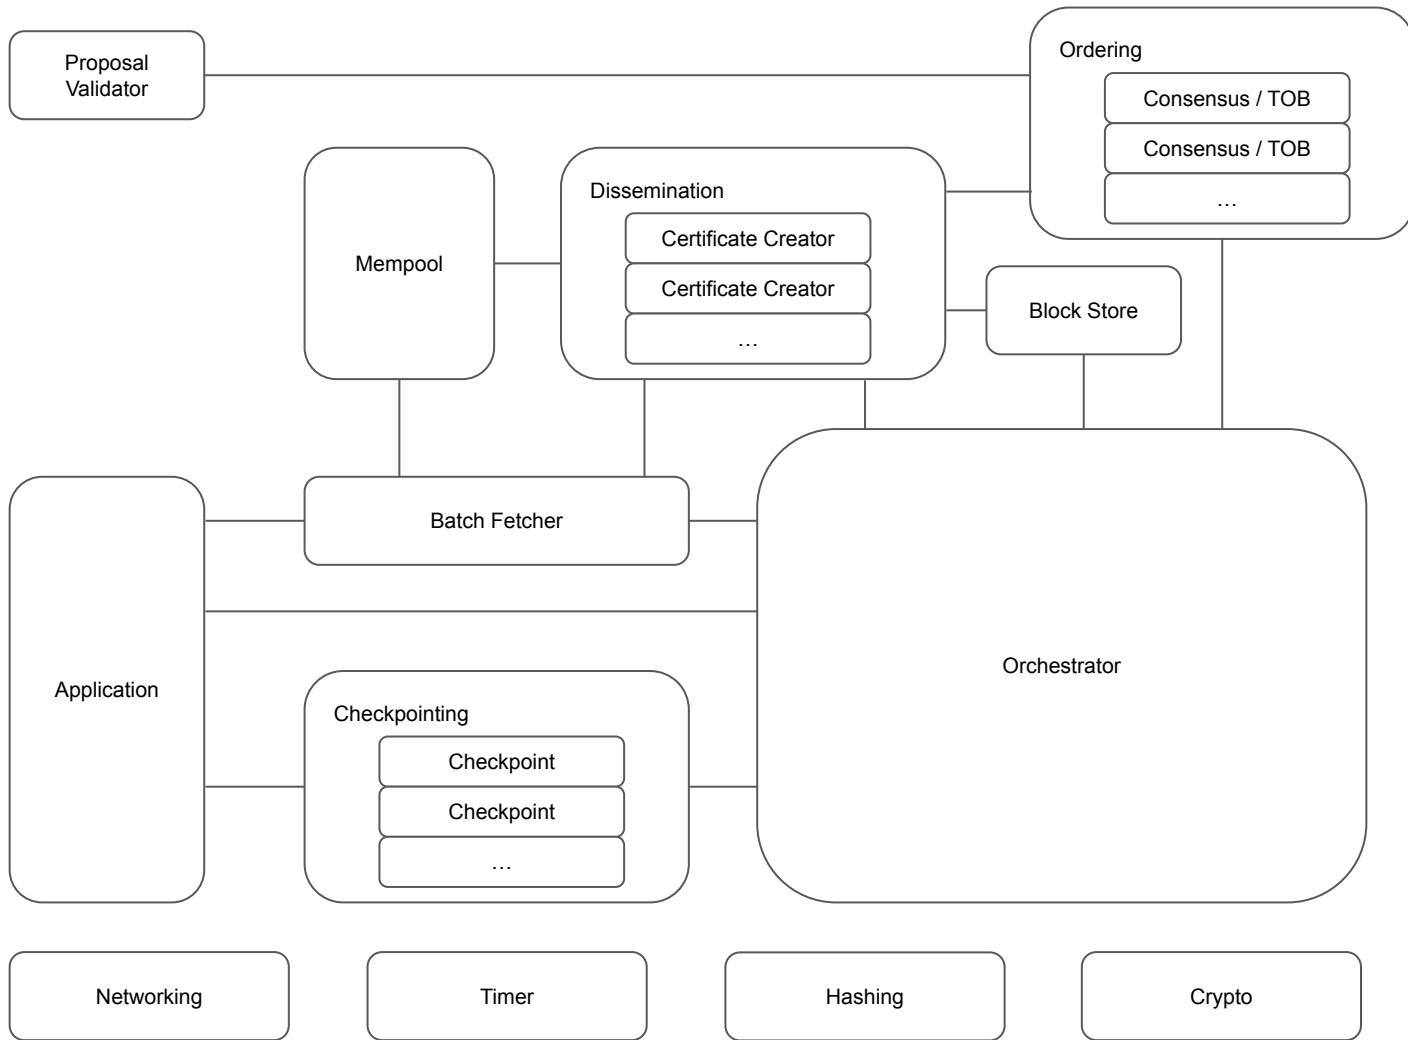 Proposal
Validator
Ordering
Consensus / TOB
Consensus / TOB
…
Mempool
Dissemination
Certificate Creator
Certificate Creator
…
Block Store
Batch Fetcher
Application
Orchestrator
Checkpointing
Checkpoint
Checkpoint
…
Networking
Timer
Hashing
Crypto